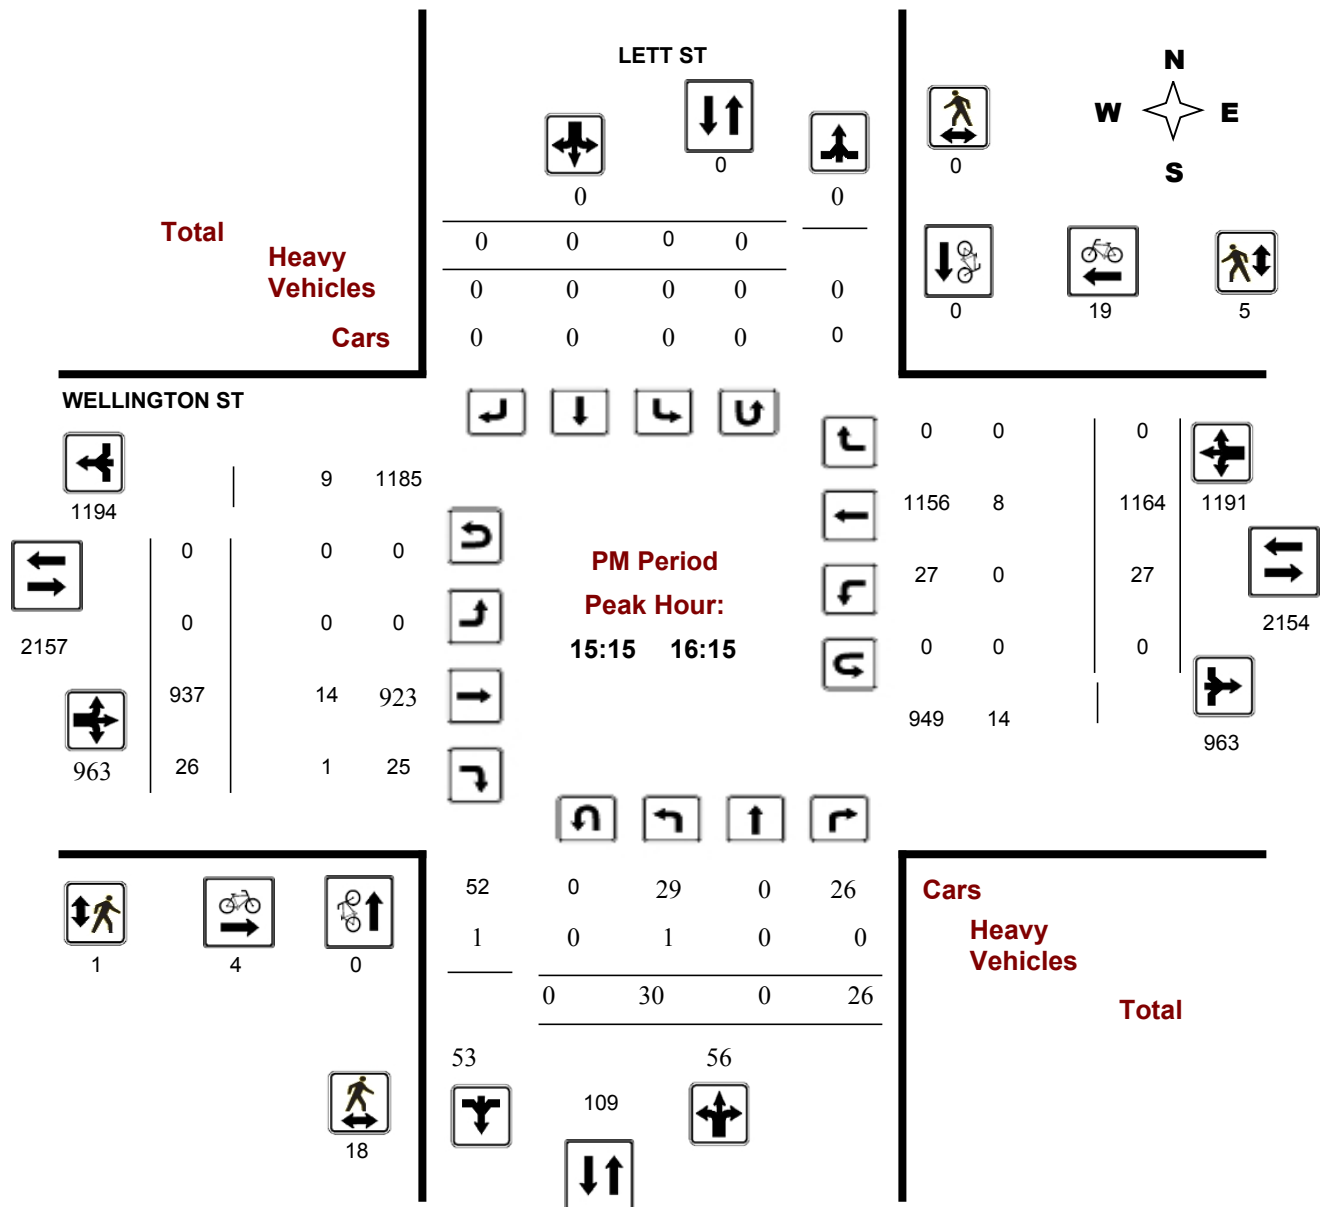 LETT ST
N
W E
S
0
0
0
0 0
Total
0 0 0 0
Heavy
Vehicles
0 0 0 0 0
0 19 5
Cars
0 0 0 0 0
WELLINGTON ST
0 0 0
9 1185
1194
1156 8 1164 1191
0 0 0
PM Period
27 0 27
Peak Hour:
0 0 0
2154
2157
15:15 16:15
0 0 0
937 14 923
949 14
963
963 26 1 25
52 0 29 0 26
Cars
1 0 1 0 0
Heavy
Vehicles
1 4 0
0 30 0 26
Total
53 56
109
18